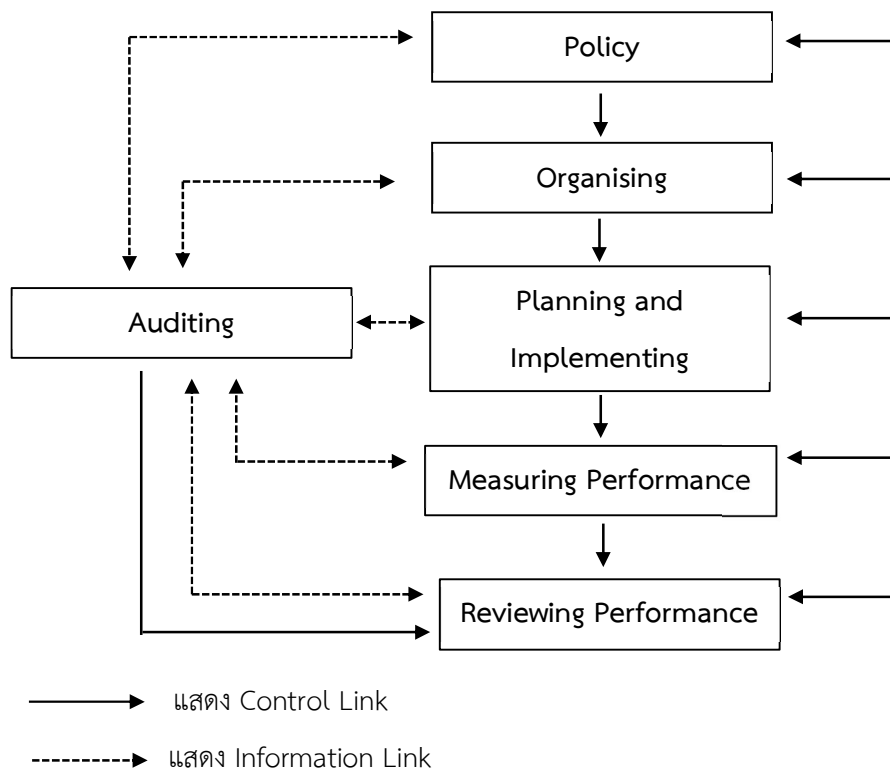 Policy
Organising
Auditing
Planning and
Implementing
Measuring Performance
Reviewing Performance
แสดง Control Link
แสดง Information Link